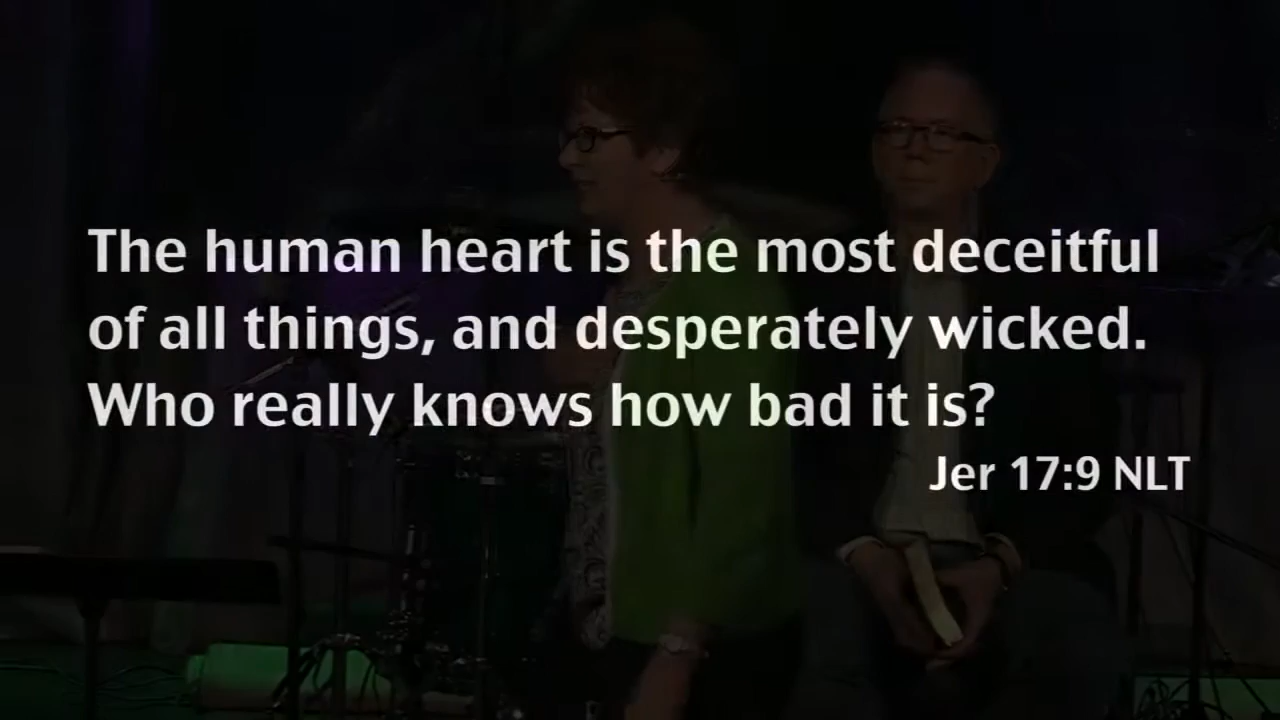 The human heart is the most deceitful
of all things, and desperately wicked.
Who really knows how bad it is?
Jer 17:9 NLT